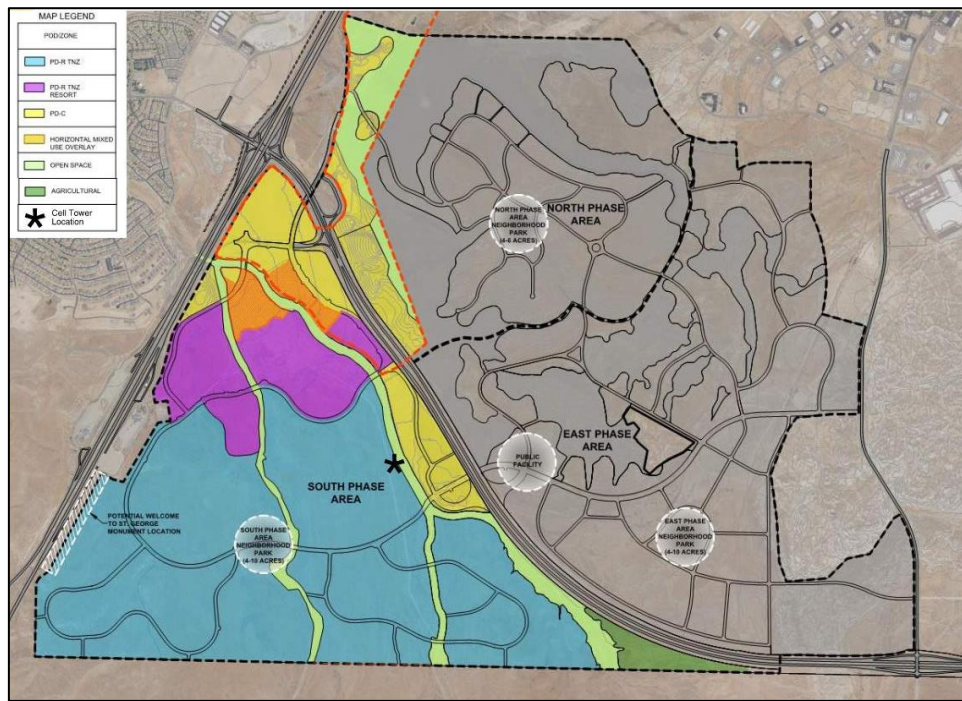 MAP LEGEND
POD/ZONE
PD-R TNZ
PD-R TNZ
RESORT
PD-C
HORIZONTAL MIXED
USE OVERLAY
OPEN SPACE
AGRICULTURAL
Cell Tower
Location
NORTH PHASE
AREA
NEIGHBORHOOD
PARK
(4-6 ACRES)
NORTH PHASE
AREA
EAST PHASE
AREA
PUBLIC
FACILITY
SOUTH PHASE
AREA
POTENTIAL WELCOME
TO ST. GEORGE
MONUMENT LOCATION
SOUTH PHASE
AREA
NEIGHBORHOOD
PARK
(4-10 ACRES)
EAST PHASE
AREA
NEIGHBORHOOD
PARK
(4-10 ACRES)